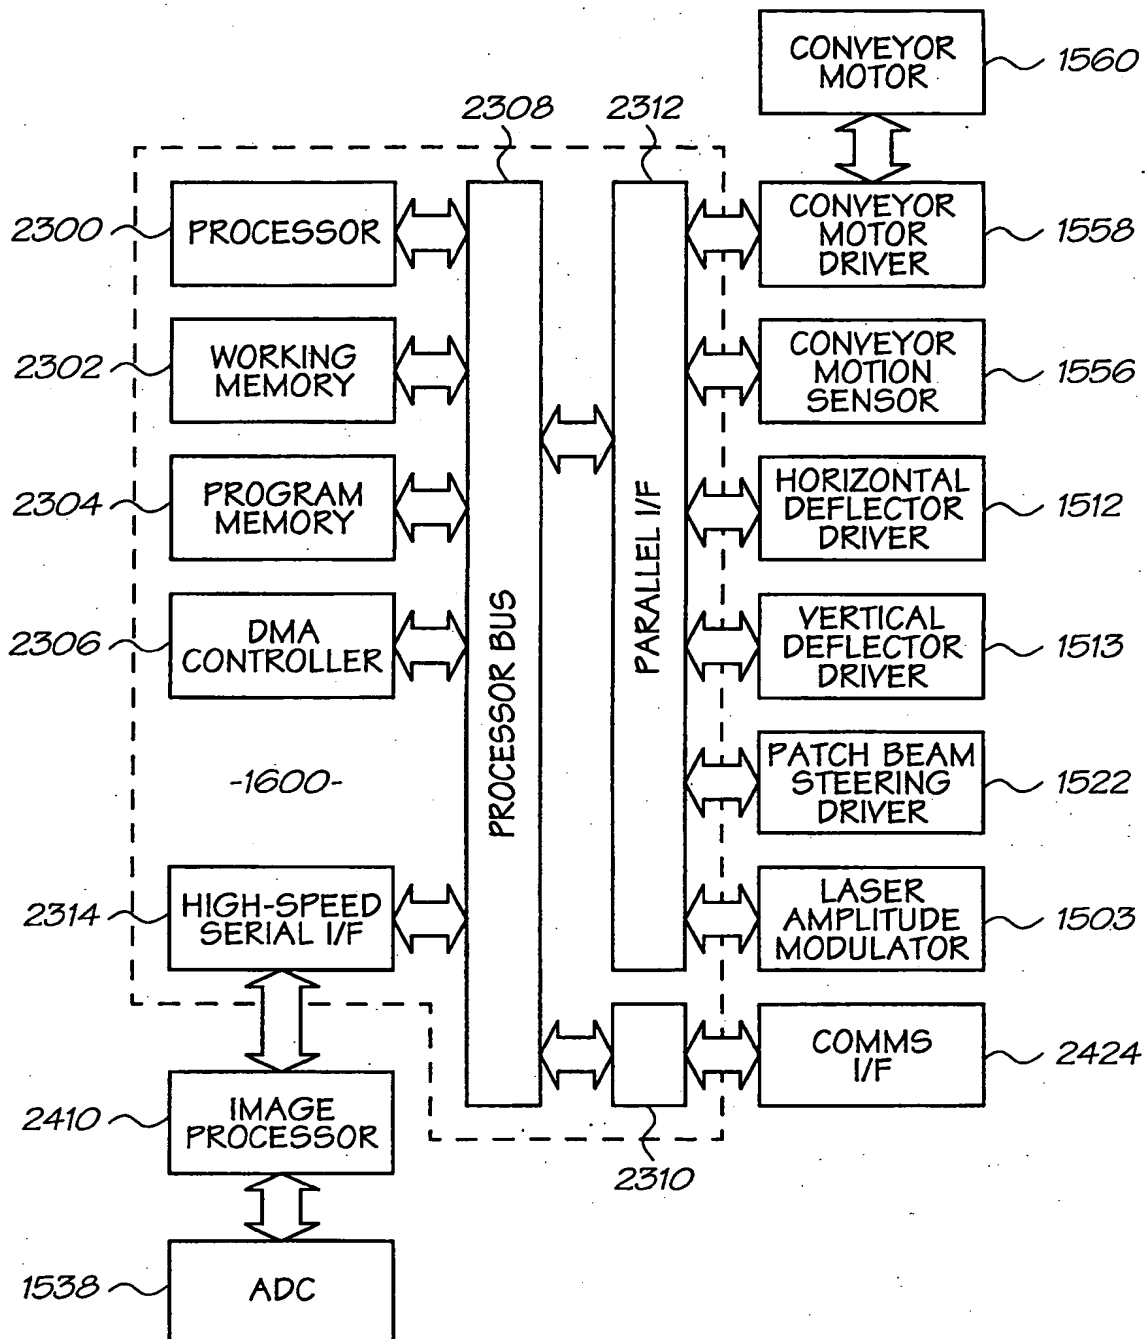 CONVEYOR
MOTOR
1560
2308
2312
2300
PROCESSOR
CONVEYOR
MOTOR
DRIVER
1558
2302
WORKING
MEMORY
CONVEYOR
MOTION
SENSOR
1556
2304
PROGRAM
MEMORY
HORIZONTAL
DEFLECTOR
DRIVER
1512
2306
DMA
CONTROLLER
PROCESSOR BUS
PARALLEL I/F
VERTICAL
DEFLECTOR
DRIVER
1513
-1600-
PATCH BEAM
STEERING
DRIVER
1522
2314
HIGH-SPEED
SERIAL I/F
LASER
AMPLITUDE
MODULATOR
1503
COMMS
I/F
2424
2410
IMAGE
PROCESSOR
2310
1538
ADC